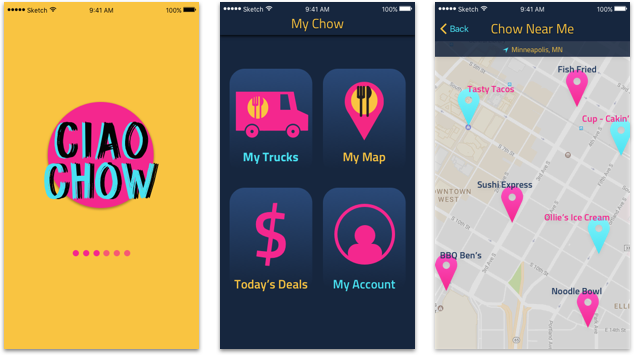 Sketch 9:41 AM 100%
CIAO
CHOW
Sketch 9:41 AM 100%
My Chow
My Trucks
My Map
Today's Deals
My Account
Sketch 9:41 AM 100%
Back
Chow Near Me
Minneapolis, MN
Fish Fried
Tasty Tacos
Cup - Cakin'
DOWNTOWN
WEST
Sushi Express
Ollie's Ice Cream
BBQ Ben's
Noodle Bowl
ELLI